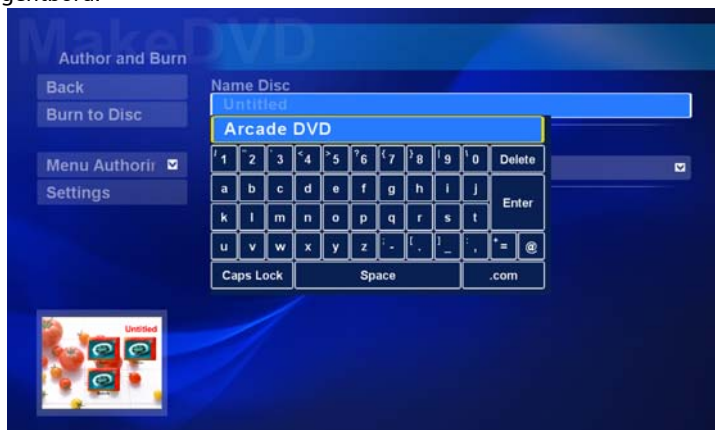 MakeDVD
Author and Burn
Back
Burn to Disc
Menu Authorin
Settings
Name Disc
Untitled
Arcade DVD
1 2 3 < 4 > 5 ? 6 { 7 } 8 | 9 \ 0 Delete
a b c d e f g h i j
Enter
k l m n o p q r s t
u v w x y z ; - [ . ] _ : , + = @
Caps Lock Space .com
Untitled